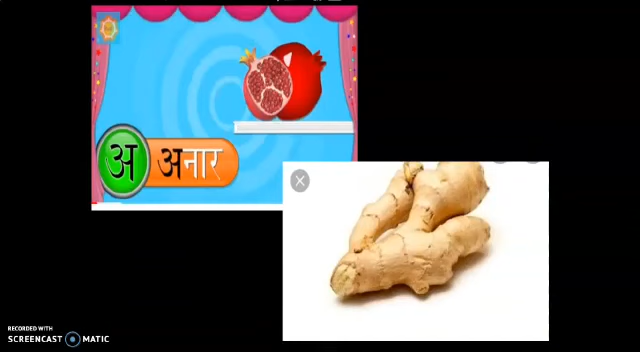 अ
अनार
RECORDED WITH
SCREENCAST MATIC